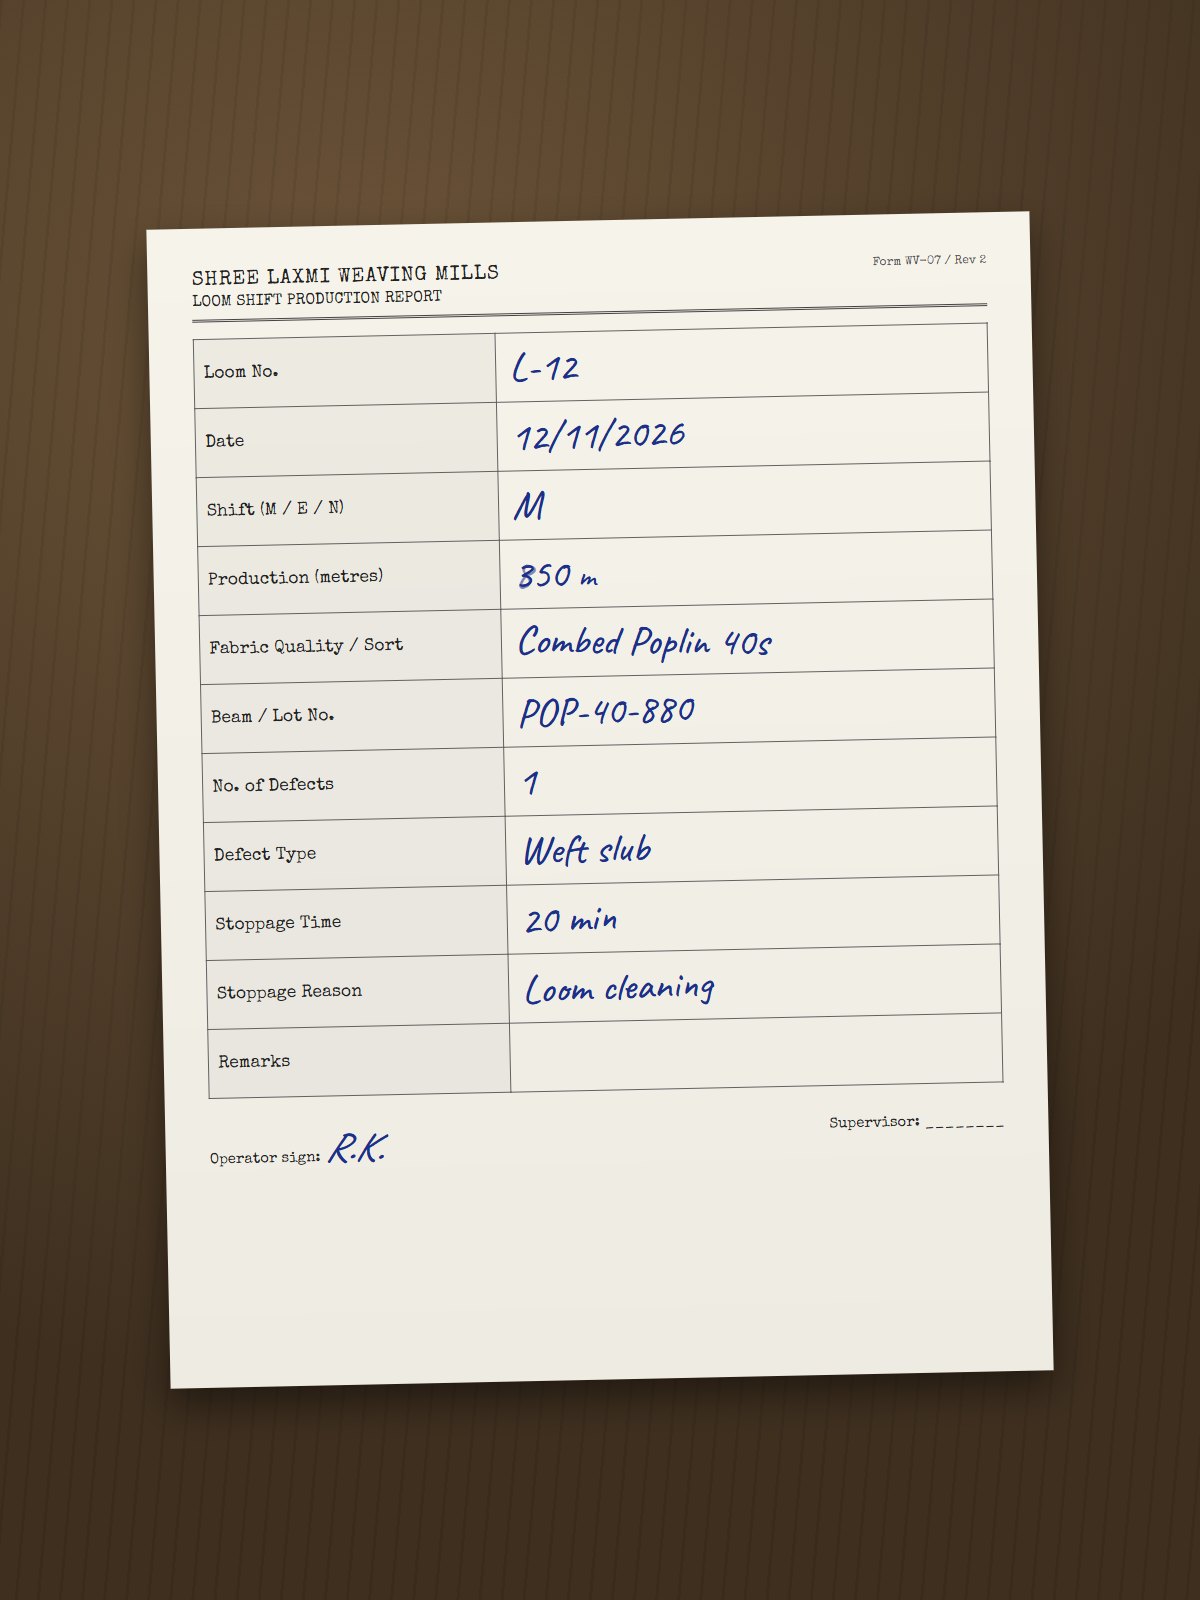 SHREE LAXMI WEAVING MILLS
LOOM SHIFT PRODUCTION REPORT
Form WV-07 / Rev 2
Loom No. L-12
Date 12/11/2026
Shift (M / E / N) M
Production (metres) m
Fabric Quality / Sort Combed Poplin 40s
Beam / Lot No. POP-40-880
No. of Defects 1
Defect Type Weft slub
Stoppage Time 20 min
Stoppage Reason Loom cleaning
Remarks
Supervisor: ________
Operator sign: R.K.